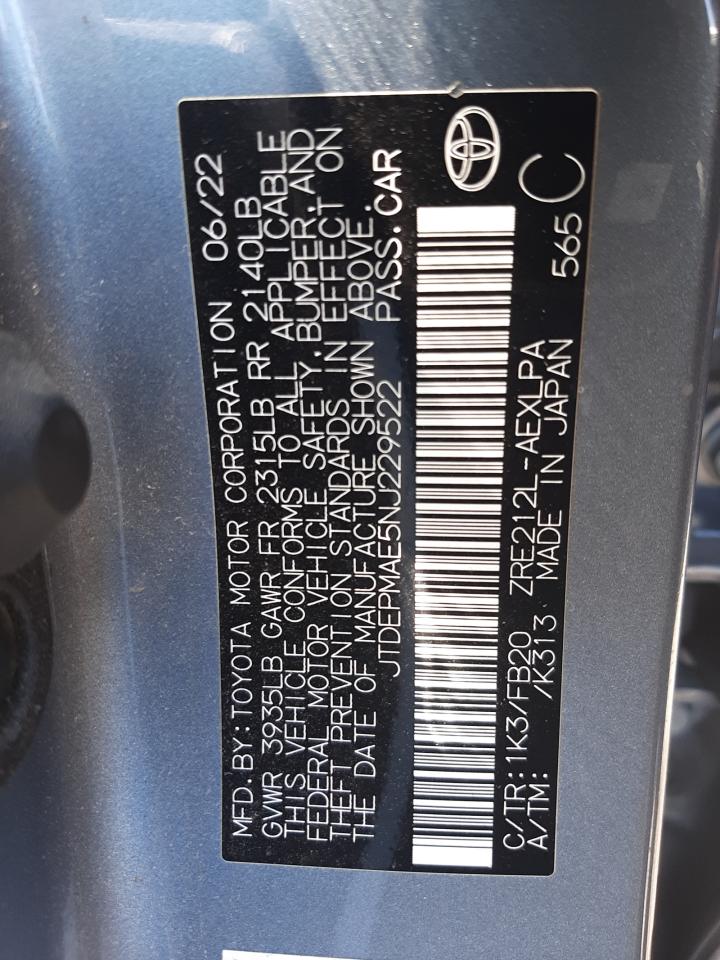 MFD.BY:TOYOTA MOTOR CORPORATION 06/22
GVWR 3935LB GAWR FR 2315LB RR 2140LB
THIS VEHICLE CONFORMS TO ALL APPLICABLE
FEDERAL MOTOR VEHICLE SAFETY,BUMPER,AND
THEFT PREVENTION STANDARDS IN EFFECT ON
THE DATE OF MANUFACTURE SHOWN ABOVE.
JTDEPMAE5NJ229522 PASS.CAR
C/TR:1K3/FB20 ZRE212L-AEXLPA
A/TM: /K313 MADE IN JAPAN 565 C